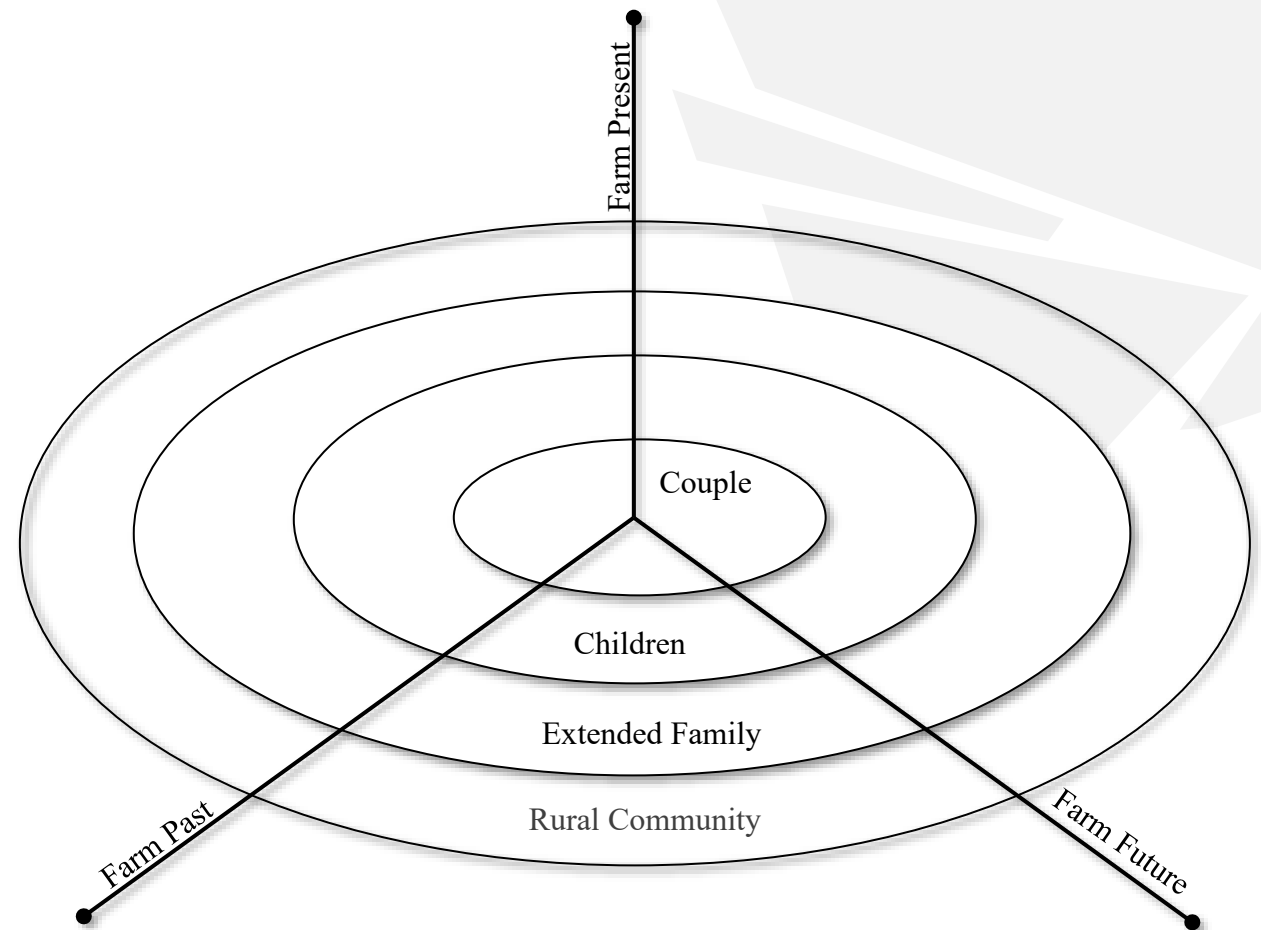 Farm Present
Couple
Children
Extended Family
Rural Community
Farm Past
Farm Future